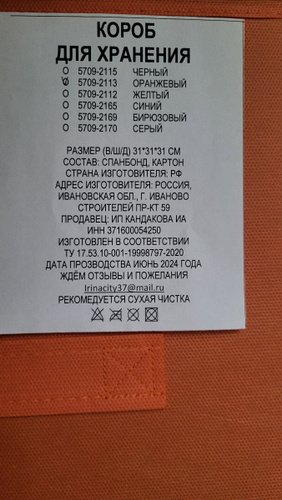 КОРОБ
ДЛЯ ХРАНЕНИЯ
О 5709-2115 ЧЕРНЫЙ
О 5709-2113 ОРАНЖЕВЫЙ
О 5709-2112 ЖЕЛТЫЙ
О 5709-2165 СИНИЙ
О 5709-2169 БИРЮЗОВЫЙ
О 5709-2170 СЕРЫЙ
РАЗМЕР (В/Ш/Д) 31*31*31 СМ
СОСТАВ: СПАНБОНД, КАРТОН
СТРАНА ИЗГОТОВИТЕЛЯ: РФ
АДРЕС ИЗГОТОВИТЕЛЯ: РОССИЯ,
ИВАНОВСКАЯ ОБЛ., Г. ИВАНОВО
СТРОИТЕЛЕЙ ПР-КТ 59
ПРОДАВЕЦ: ИП КАНДАКОВА ИА
ИНН 371600054250
ИЗГОТОВЛЕН В СООТВЕТСТВИИ
ТУ 17.53.10-001-19998797-2020
ДАТА ПРОЗВОДСТВА ИЮНЬ 2024 ГОДА
ЖДЁМ ОТЗЫВЫ И ПОЖЕЛАНИЯ
Irinacity37@mail.ru
РЕКОМЕДУЕТСЯ СУХАЯ ЧИСТКА